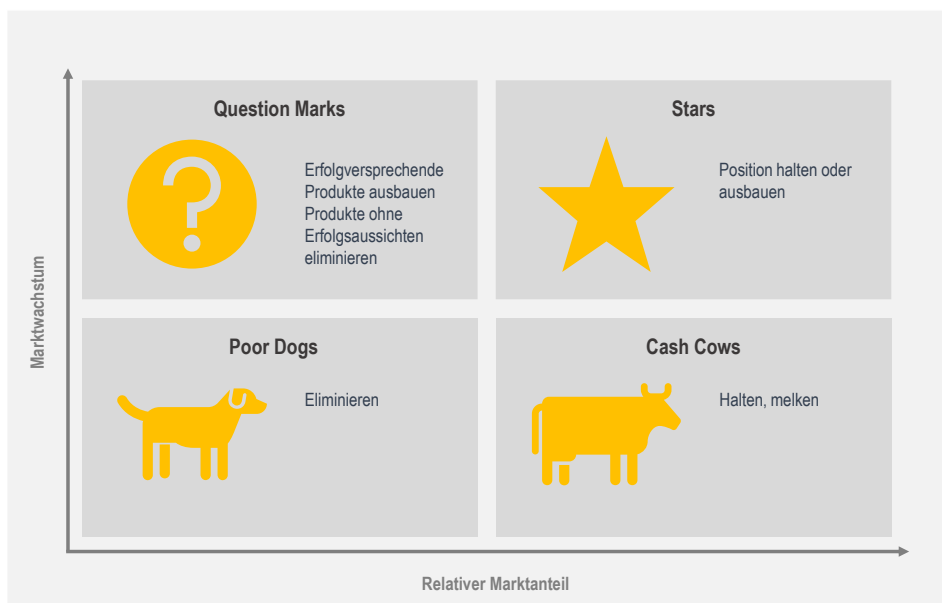 Question Marks
Erfolgversprechende
Produkte ausbauen
Produkte ohne
Erfolgsaussichten
eliminieren
Stars
Position halten oder
ausbauen
Marktwachstum
Poor Dogs
Eliminieren
Cash Cows
Halten, melken
Relativer Marktanteil